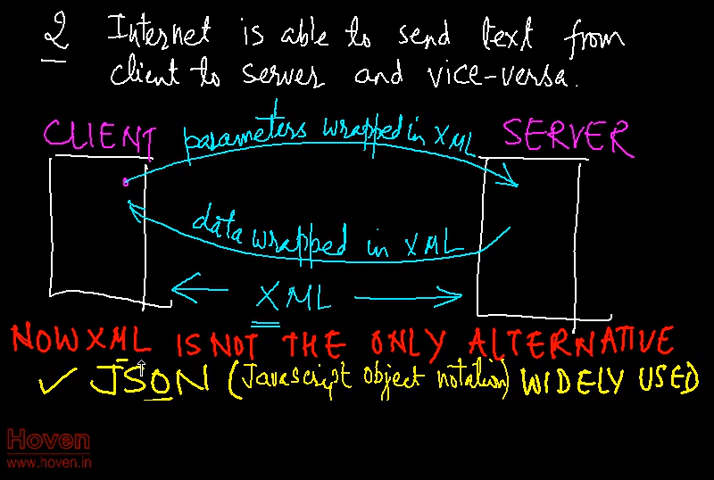 2 Internet is able to send text from
client to server and vice-versa.
CLIENT parameters wrapped in XML SERVER
data wrapped in XML
XML
NOW XML IS NOT THE ONLY ALTERNATIVE
JSON (Javascript object notation) WIDELY USED
Hoven
www.hoven.in